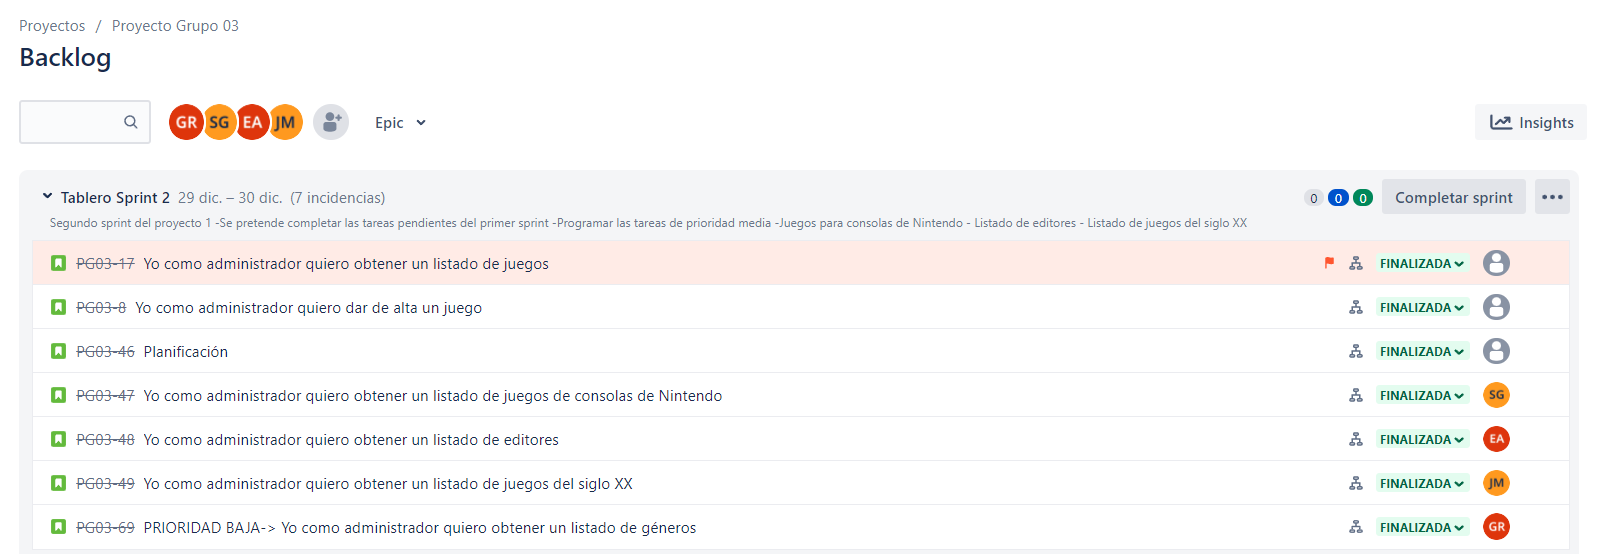 Proyectos / Proyecto Grupo 03
Backlog
GR SG EA JM Epic Insights
Tablero Sprint 2 29 dic. – 30 dic. (7 incidencias) 0 0 0 Completar sprint
Segundo sprint del proyecto 1 -Se pretende completar las tareas pendientes del primer sprint -Programar las tareas de prioridad media -Juegos para consolas de Nintendo - Listado de editores - Listado de juegos del siglo XX
PG03-17 Yo como administrador quiero obtener un listado de juegos FINALIZADA
PG03-8 Yo como administrador quiero dar de alta un juego FINALIZADA
PG03-46 Planificación FINALIZADA
PG03-47 Yo como administrador quiero obtener un listado de juegos de consolas de Nintendo FINALIZADA SG
PG03-48 Yo como administrador quiero obtener un listado de editores FINALIZADA EA
PG03-49 Yo como administrador quiero obtener un listado de juegos del siglo XX FINALIZADA JM
PG03-69 PRIORIDAD BAJA-> Yo como administrador quiero obtener un listado de géneros FINALIZADA GR